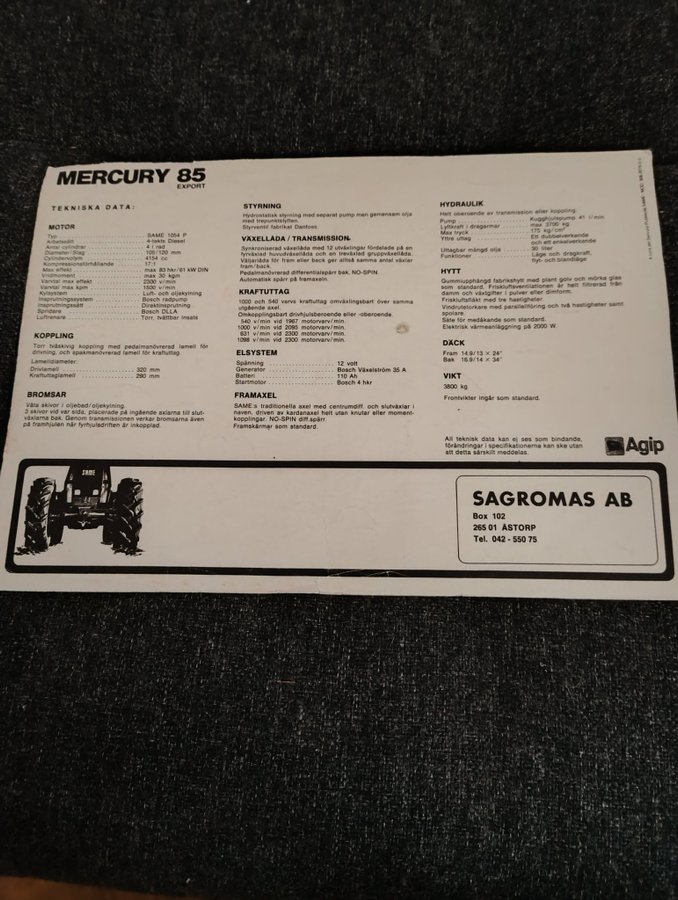 MERCURY 85
EXPORT
TEKNISKA DATA:
MOTOR
Typ SAME 1054 P
Arbetssätt 4-takts Diesel
Antal cylindrar 4 i rad
Diameter/Slag 105/120 mm
Cylindervolym 4154 cc
Kompressionsförhållande 17:1
Max effekt max 83 hkr/61 kW DIN
Vridmoment max 30 kgm
Varvtal max effekt 2300 v/min
Varvtal max kgm 1500 v/min
Kylsystem Luft- och oljekylning
Insprutningssystem Bosch radpump
Insprutningssätt Direktinsprutning
Spridare Bosch DLLA
Luftrenare Torr, tvättbar insats
KOPPLING
Torr tvåskivig koppling med pedalmanövrerad lamell för
drivning, och spakmanövrerad lamell för kraftuttag.
Lamelldiameter:
Drivlamell 320 mm
Kraftuttagslamell 290 mm
BROMSAR
Våta skivor i oljebad/oljekylning.
3 skivor vid var sida, placerade på ingående axlarna till slut-
växlarna bak. Genom transmissionen verkar bromsarna även
på framhjulen när fyrhjulsdriften är inkopplad.
STYRNING
Hydrostatisk styrning med separat pump men gemensam olja
med trepunktslyften.
Styrventil fabrikat Danfoss.
VÄXELLÅDA / TRANSMISSION.
Synkroniserad växellåda med 12 utväxlingar fördelade på en
fyrväxlad huvudväxellåda och en treväxlad gruppväxellåda.
Väljarlåda för fram eller back ger alltså samma antal växlar
fram/back.
Pedalmanövrerad differentialspärr bak. NO-SPIN.
Automatisk spärr på framaxeln.
KRAFTUTTAG
1000 och 540 varvs kraftuttag omväxlingsbart över samma
utgående axel.
Omkopplingsbart drivhjulsberoende eller -oberoende.
540 v/min vid 1967 motorvarv/min.
1000 v/min vid 2095 motorvarv/min.
631 v/min vid 2300 motorvarv/min.
1098 v/min vid 2300 motorvarv/min.
ELSYSTEM
Spänning 12 volt
Generator Bosch Växelström 35 A
Batteri 110 Ah
Startmotor Bosch 4 hkr
FRAMAXEL
SAME:s traditionella axel med centrumdiff. och slutväxlar i
naven, driven av kardanaxel helt utan knutar eller moment-
kopplingar. NO-SPIN diff.spärr.
Framskärmar som standard.
HYDRAULIK
Helt oberoende av transmission eller koppling.
Pump Kugghjulspump 41 l/min
Lyftkraft i dragarmar max 3700 kg
Max tryck 175 kg/cm²
Yttre uttag Ett dubbelverkande
och ett enkelverkande
Uttagbar mängd olja 30 liter
Funktioner Läge och dragkraft,
flyt- och blandläge
HYTT
Gummiupphängd fabrikshytt med plant golv och mörka glas
som standard. Friskluftsventilationen är helt filtrerad från
damm och växtgifter i pulver eller dimform.
Friskluftsfläkt med tre hastigheter.
Vindrutetorkare med parallellföring och två hastigheter samt
spolare.
Säte för medåkande som standard.
Elektrisk värmeanläggning på 2000 W.
DÄCK
Fram 14.9/13 × 24"
Bak 16.9/14 × 34"
VIKT
3800 kg
Frontvikter ingår som standard.
All teknisk data kan ej ses som bindande,
förändringar i specifikationerna kan ske utan
att detta särskilt meddelas.
Agip
SAME
SAGROMAS AB
Box 102
265 01 ÅSTORP
Tel. 042 - 550 75